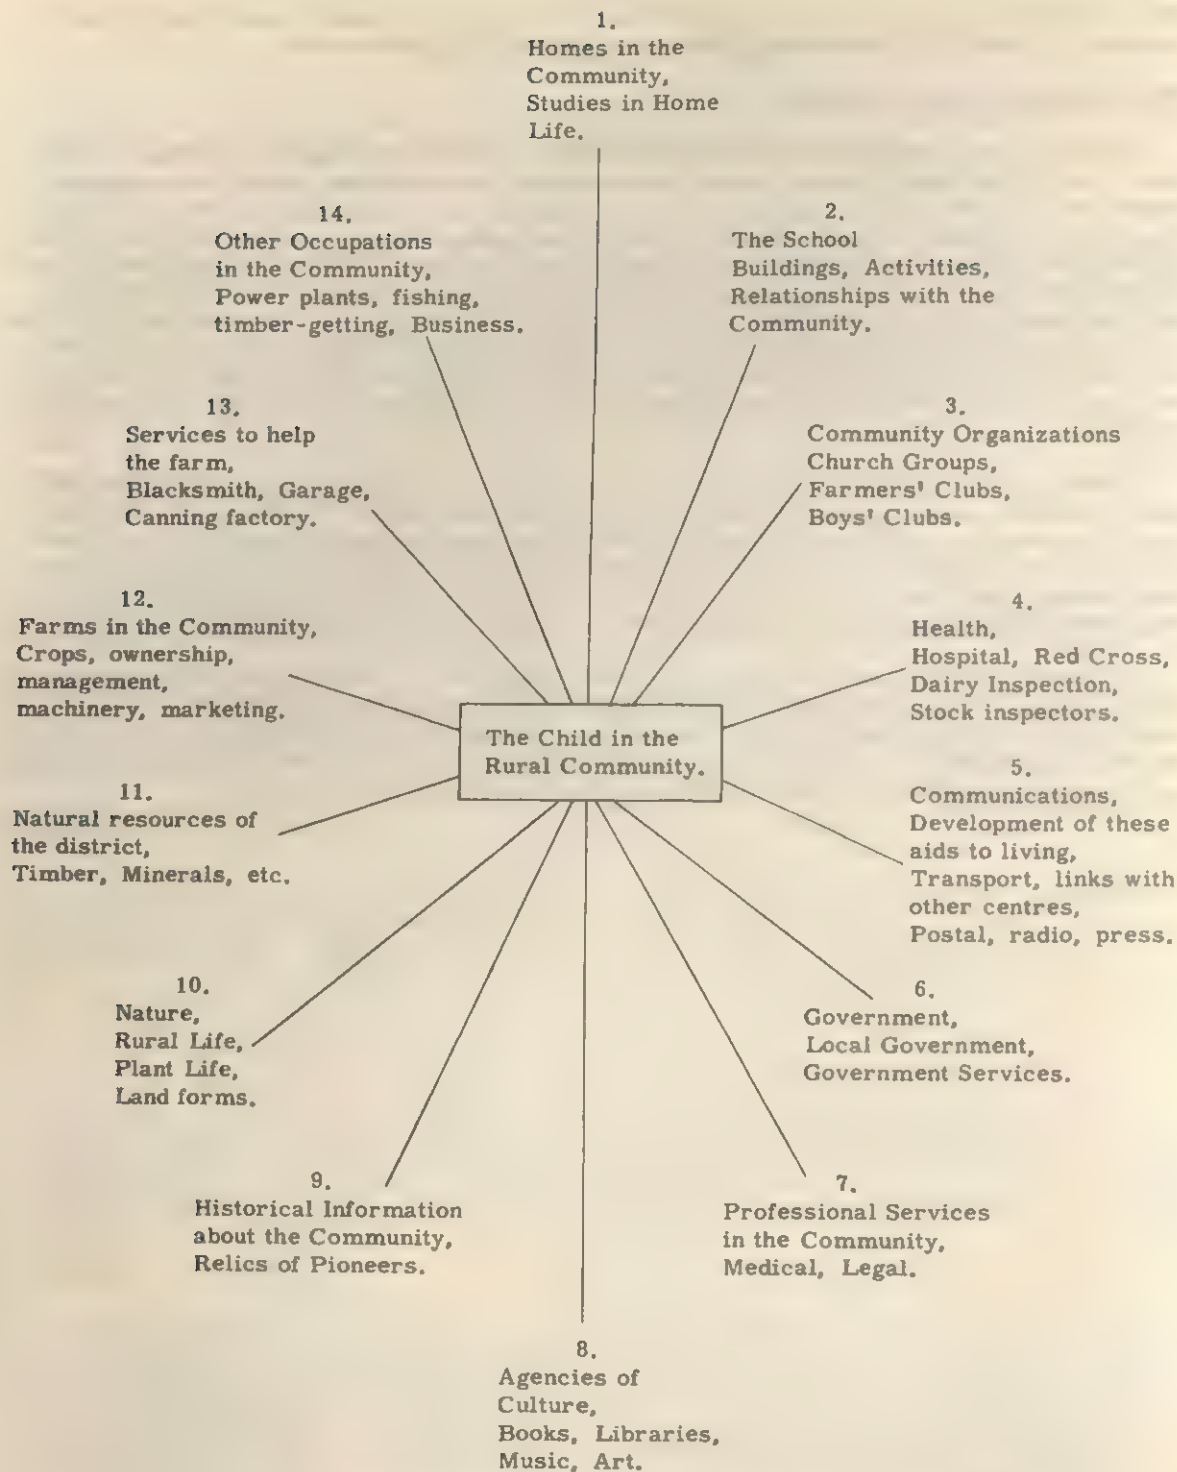 1.
Homes in the
Community,
Studies in Home
Life.
2.
The School
Buildings, Activities,
Relationships with the
Community.
3.
Community Organizations
Church Groups,
Farmers' Clubs,
Boys' Clubs.
4.
Health,
Hospital, Red Cross,
Dairy Inspection,
Stock inspectors.
5.
Communications,
Development of these
aids to living,
Transport, links with
other centres,
Postal, radio, press.
6.
Government,
Local Government,
Government Services.
7.
Professional Services
in the Community,
Medical, Legal.
8.
Agencies of
Culture,
Books, Libraries,
Music, Art.
9.
Historical Information
about the Community,
Relics of Pioneers.
10.
Nature,
Rural Life,
Plant Life,
Land forms.
11.
Natural resources of
the district,
Timber, Minerals, etc.
12.
Farms in the Community,
Crops, ownership,
management,
machinery, marketing.
13.
Services to help
the farm,
Blacksmith, Garage,
Canning factory.
14.
Other Occupations
in the Community,
Power plants, fishing,
timber-getting, Business.
The Child in the
Rural Community.